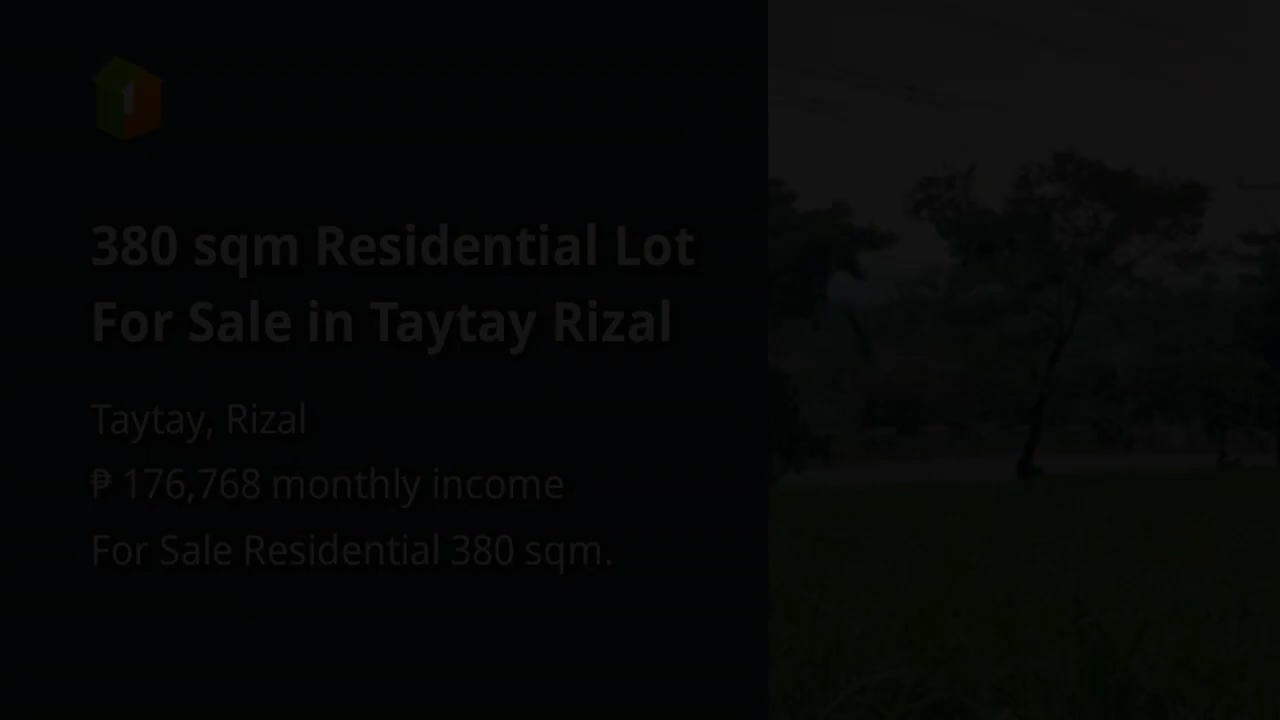 1
380 sqm Residential Lot
For Sale in Taytay Rizal
Taytay, Rizal
₱ 176,768 monthly income
For Sale Residential 380 sqm.